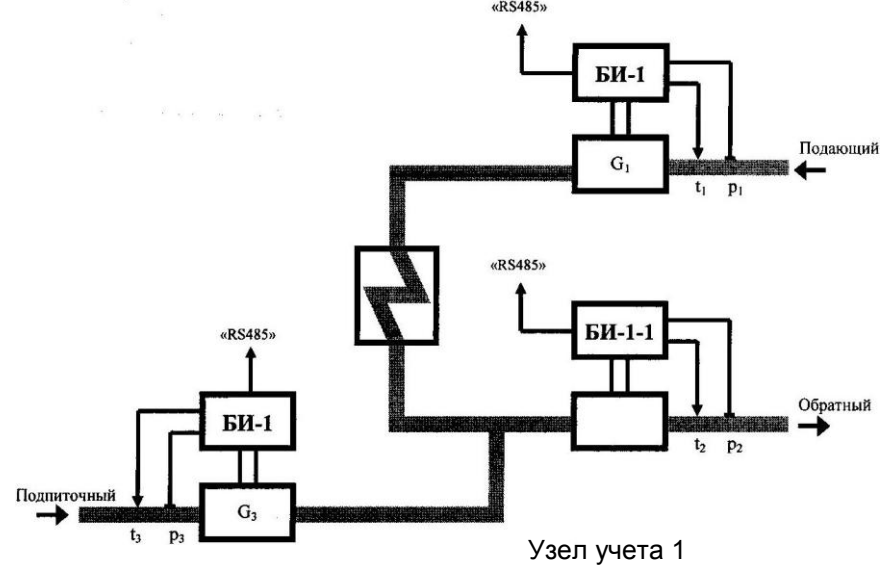 «RS485»
БИ-1
G₁
Подающий
t₁ p₁
«RS485»
БИ-1-1
Обратный
t₂ p₂
«RS485»
БИ-1
Подпиточный
G₃
t₃ p₃
Узел учета 1